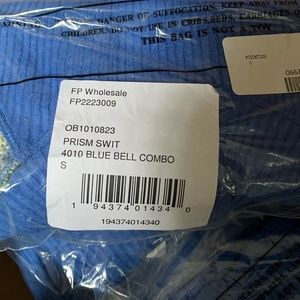 DANGER OF SUFFOCATION, KEEP AWAY FROM
CHILDREN. DO NOT USE IN CRIBS, BEDS, CARRIAGES
THIS BAG IS NOT A TOY
FP Wholesale
FP2223009
OB1010823
PRISM SWIT
4010 BLUE BELL COMBO
S
1 94374 01434 0
194374014340